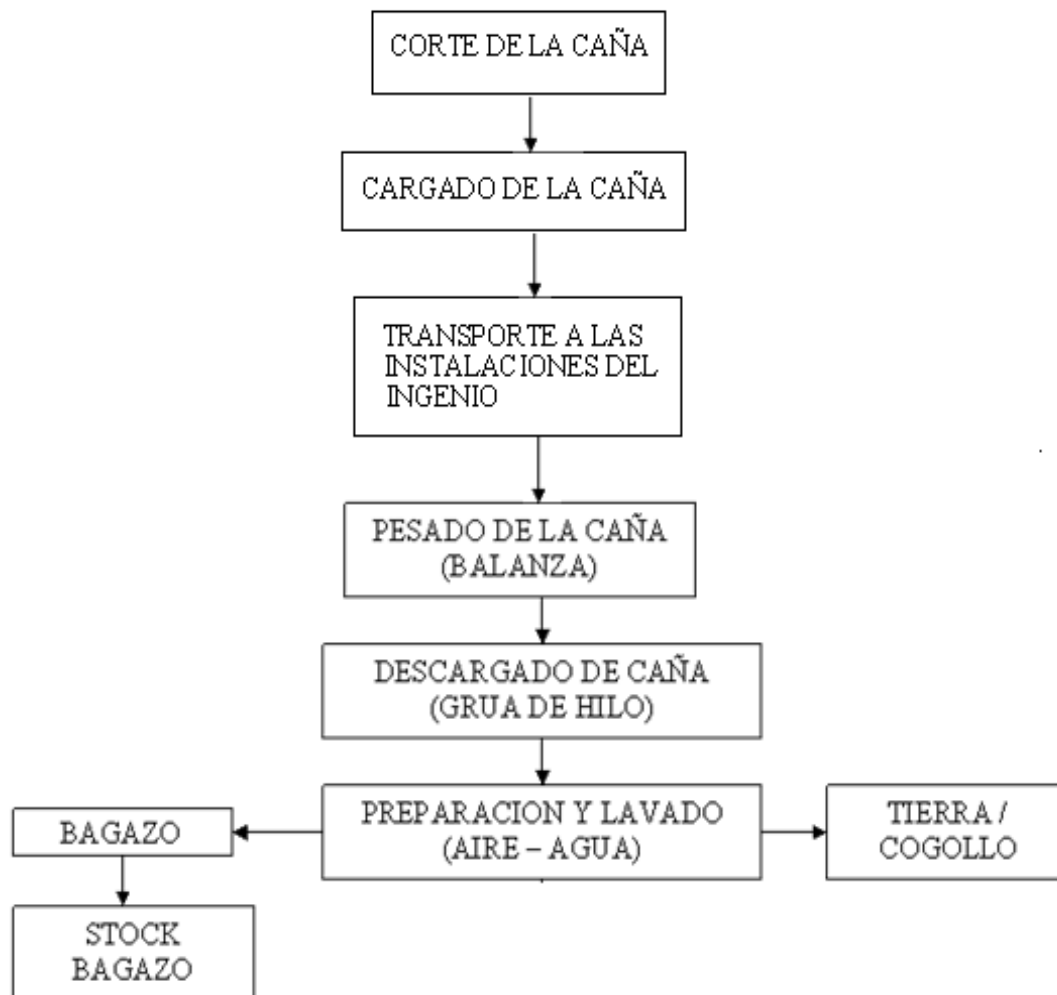 CORTE DE LA CAÑA
CARGADO DE LA CAÑA
TRANSPORTE A LAS
INSTALACIONES DEL
INGENIO
PESADO DE LA CAÑA
(BALANZA)
DESCARGADO DE CAÑA
(GRUA DE HILO)
BAGAZO
PREPARACION Y LAVADO
(AIRE – AGUA)
TIERRA /
COGOLLO
STOCK
BAGAZO